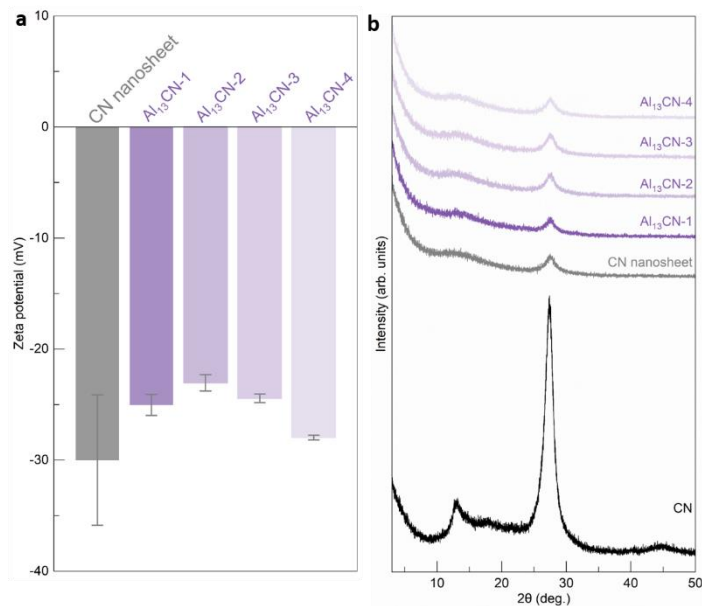 a
CN nanosheet
Al₁₃CN-1
Al₁₃CN-2
Al₁₃CN-3
Al₁₃CN-4
10
0
-10
-20
-30
-40
Zeta potential (mV)
b
Al₁₃CN-4
Al₁₃CN-3
Al₁₃CN-2
Al₁₃CN-1
CN nanosheet
CN
Intensity (arb. units)
10 20 30 40 50
2θ (deg.)